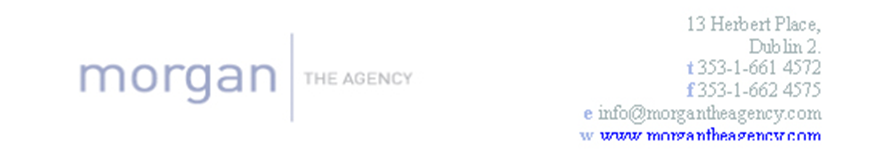 morgan THE AGENCY
13 Herbert Place,
Dublin 2.
t 353-1-661 4572
f 353-1-662 4575
e info@morgantheagency.com
w www.morgantheagency.com